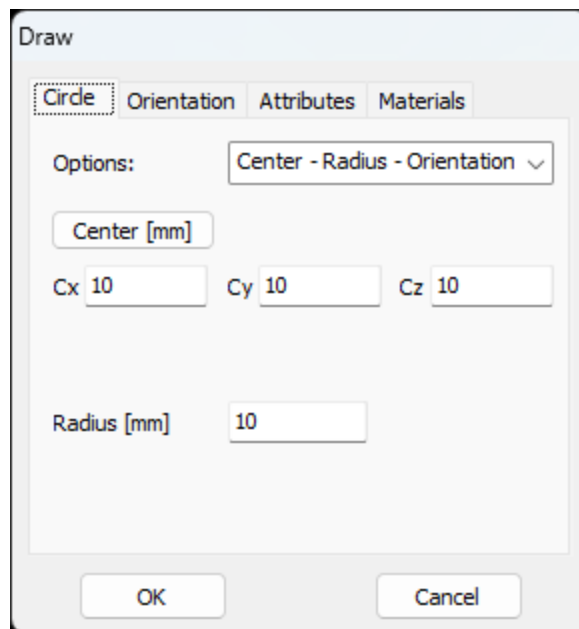 Draw
Circle Orientation Attributes Materials
Options: Center - Radius - Orientation
Center [mm]
Cx 10 Cy 10 Cz 10
Radius [mm] 10
OK Cancel